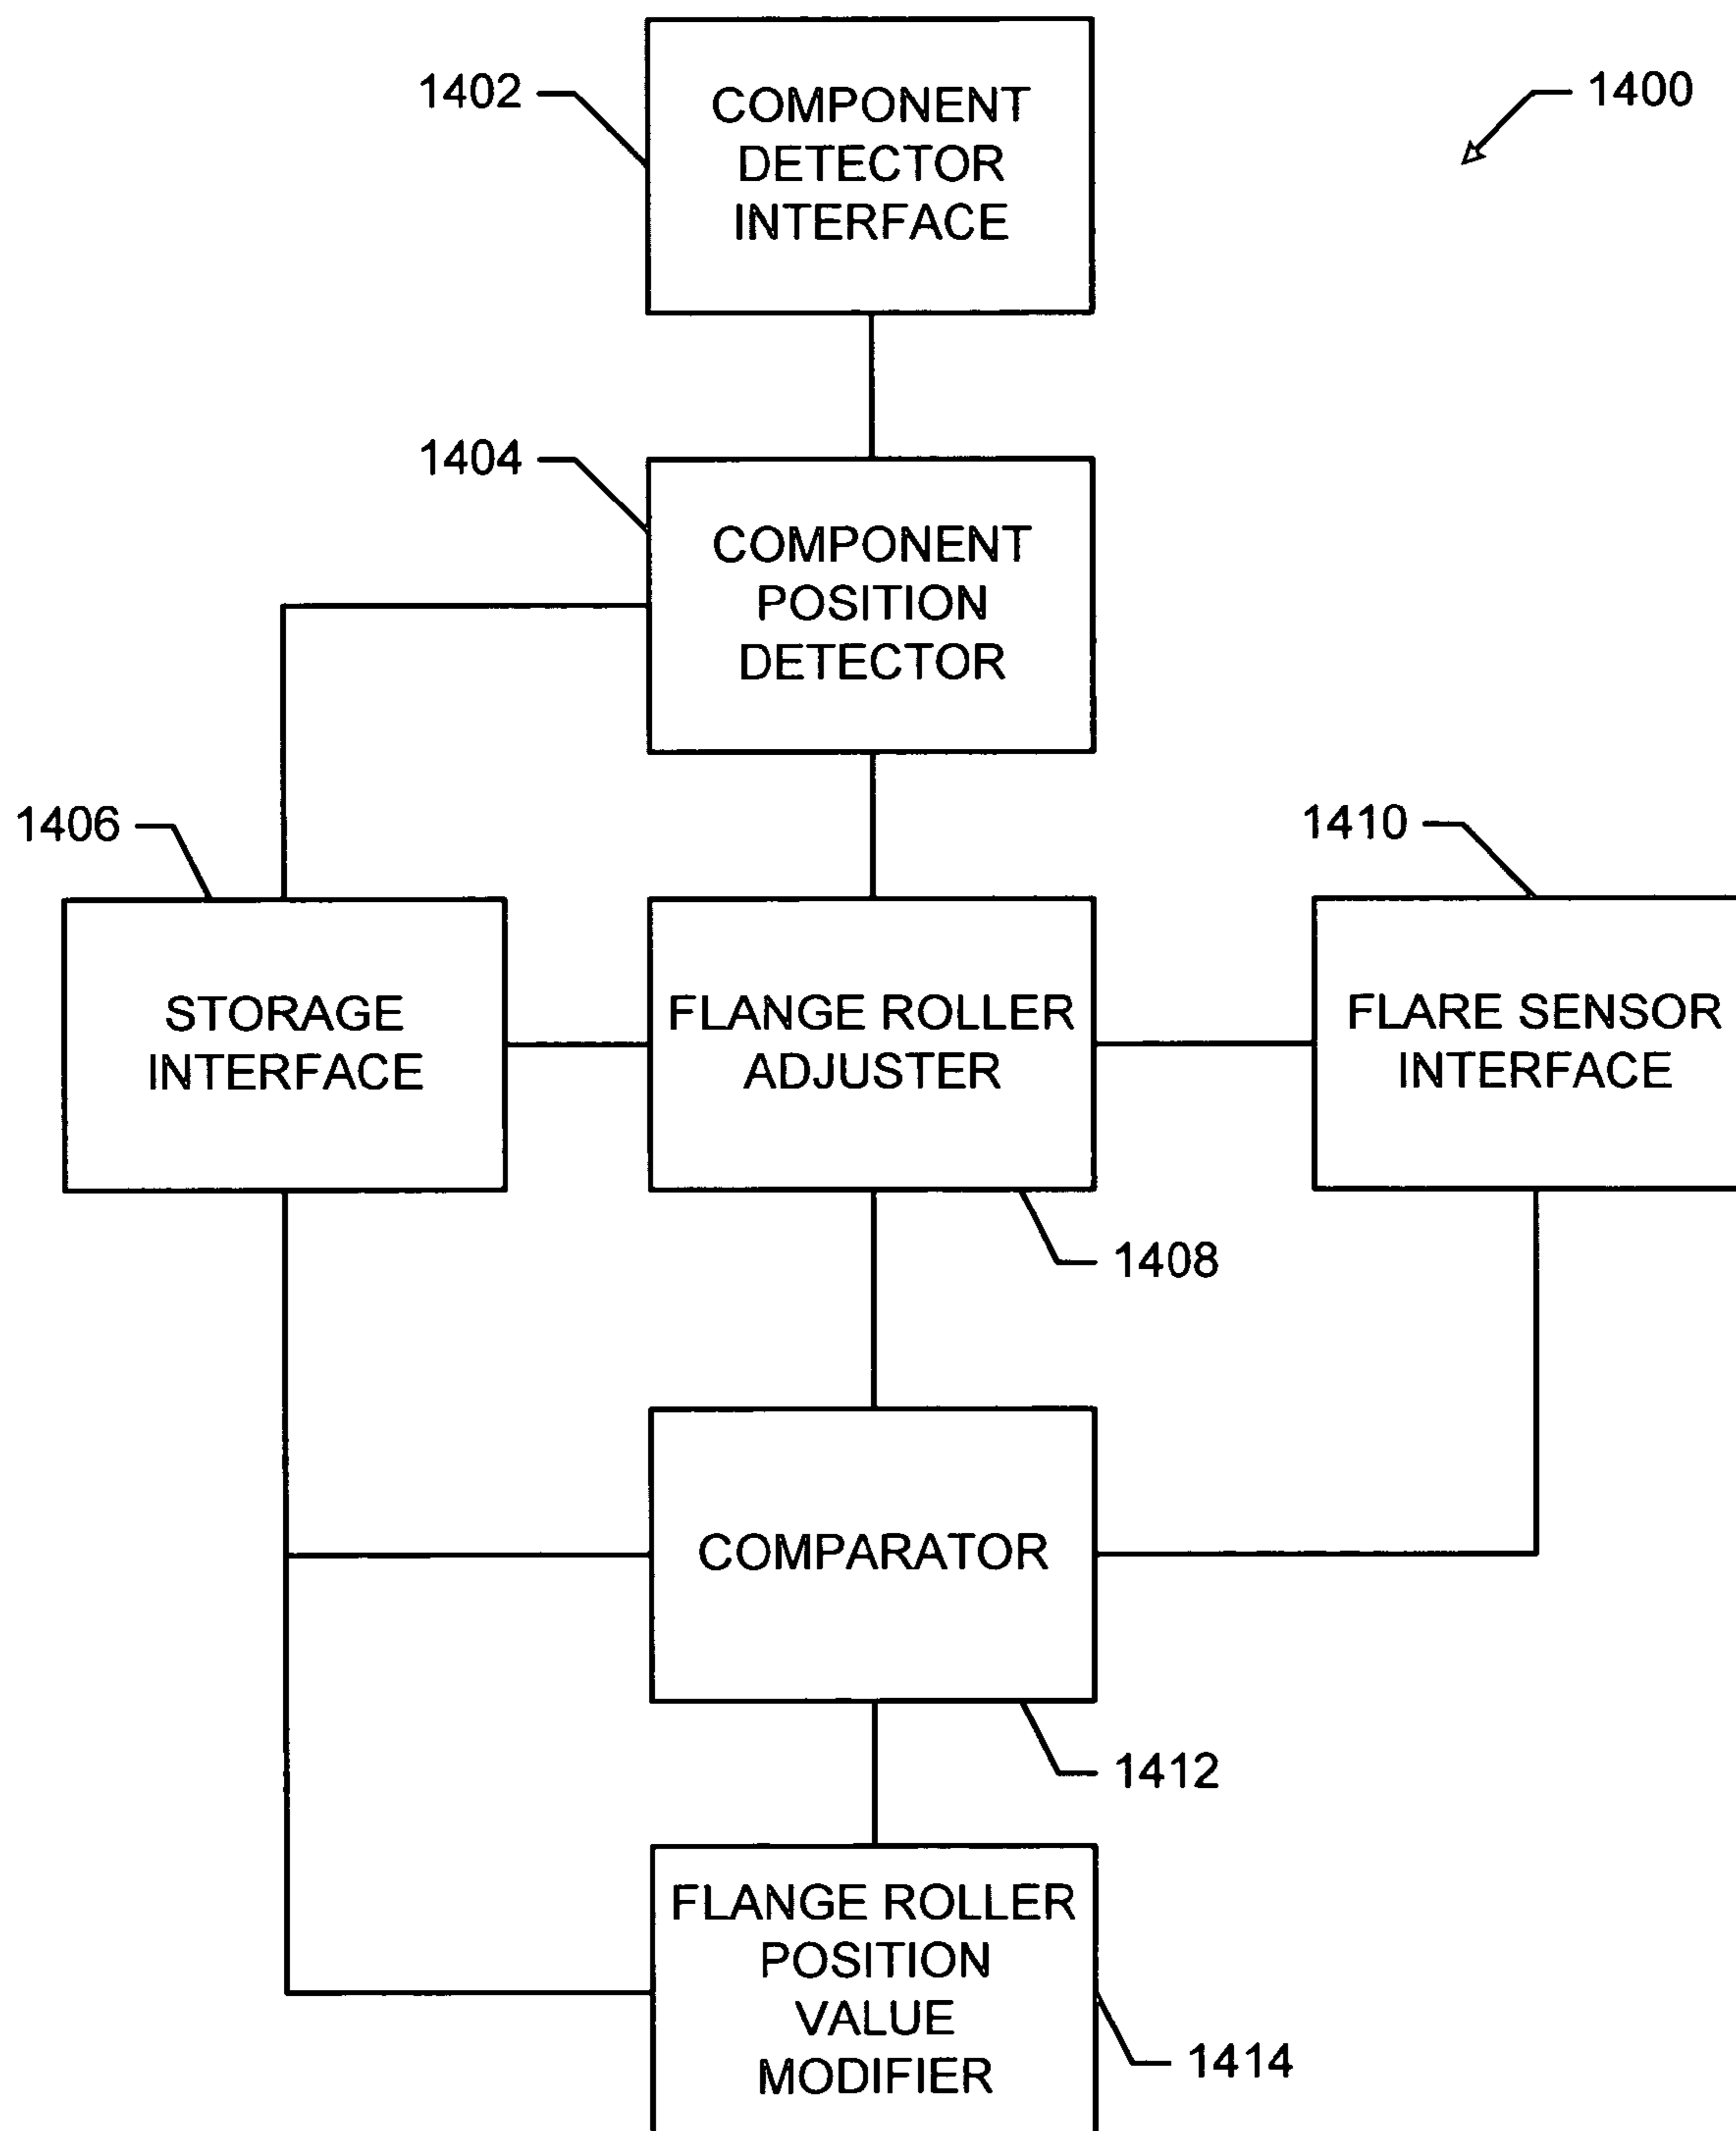 1402
COMPONENT
DETECTOR
INTERFACE
1400
1404
COMPONENT
POSITION
DETECTOR
1406
1410
STORAGE
INTERFACE
FLANGE ROLLER
ADJUSTER
FLARE SENSOR
INTERFACE
1408
COMPARATOR
1412
FLANGE ROLLER
POSITION
VALUE
MODIFIER
1414